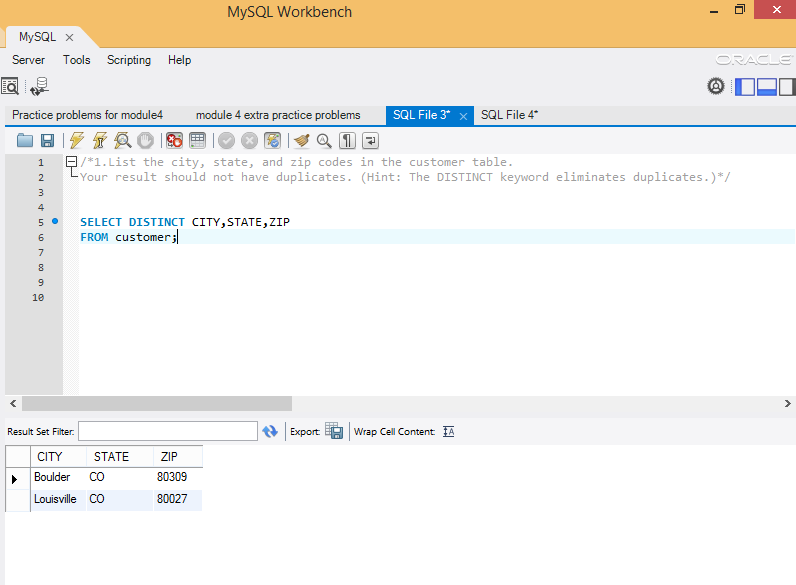 MySQL Workbench
MySQL
Server Tools Scripting Help
ORACLE
Practice problems for module4 module 4 extra practice problems SQL File 3* SQL File 4*
1 /*1.List the city, state, and zip codes in the customer table.
2 Your result should not have duplicates. (Hint: The DISTINCT keyword eliminates duplicates.)*/
3
4
5 SELECT DISTINCT CITY,STATE,ZIP
6 FROM customer;
7
8
9
10
Result Set Filter: Export: Wrap Cell Content:
CITY STATE ZIP
Boulder CO 80309
Louisville CO 80027